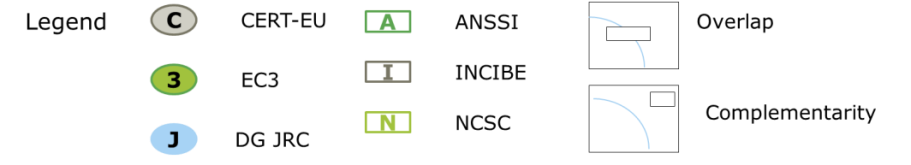 Legend
C CERT-EU
3 EC3
J DG JRC
A ANSSI
I INCIBE
N NCSC
Overlap
Complementarity